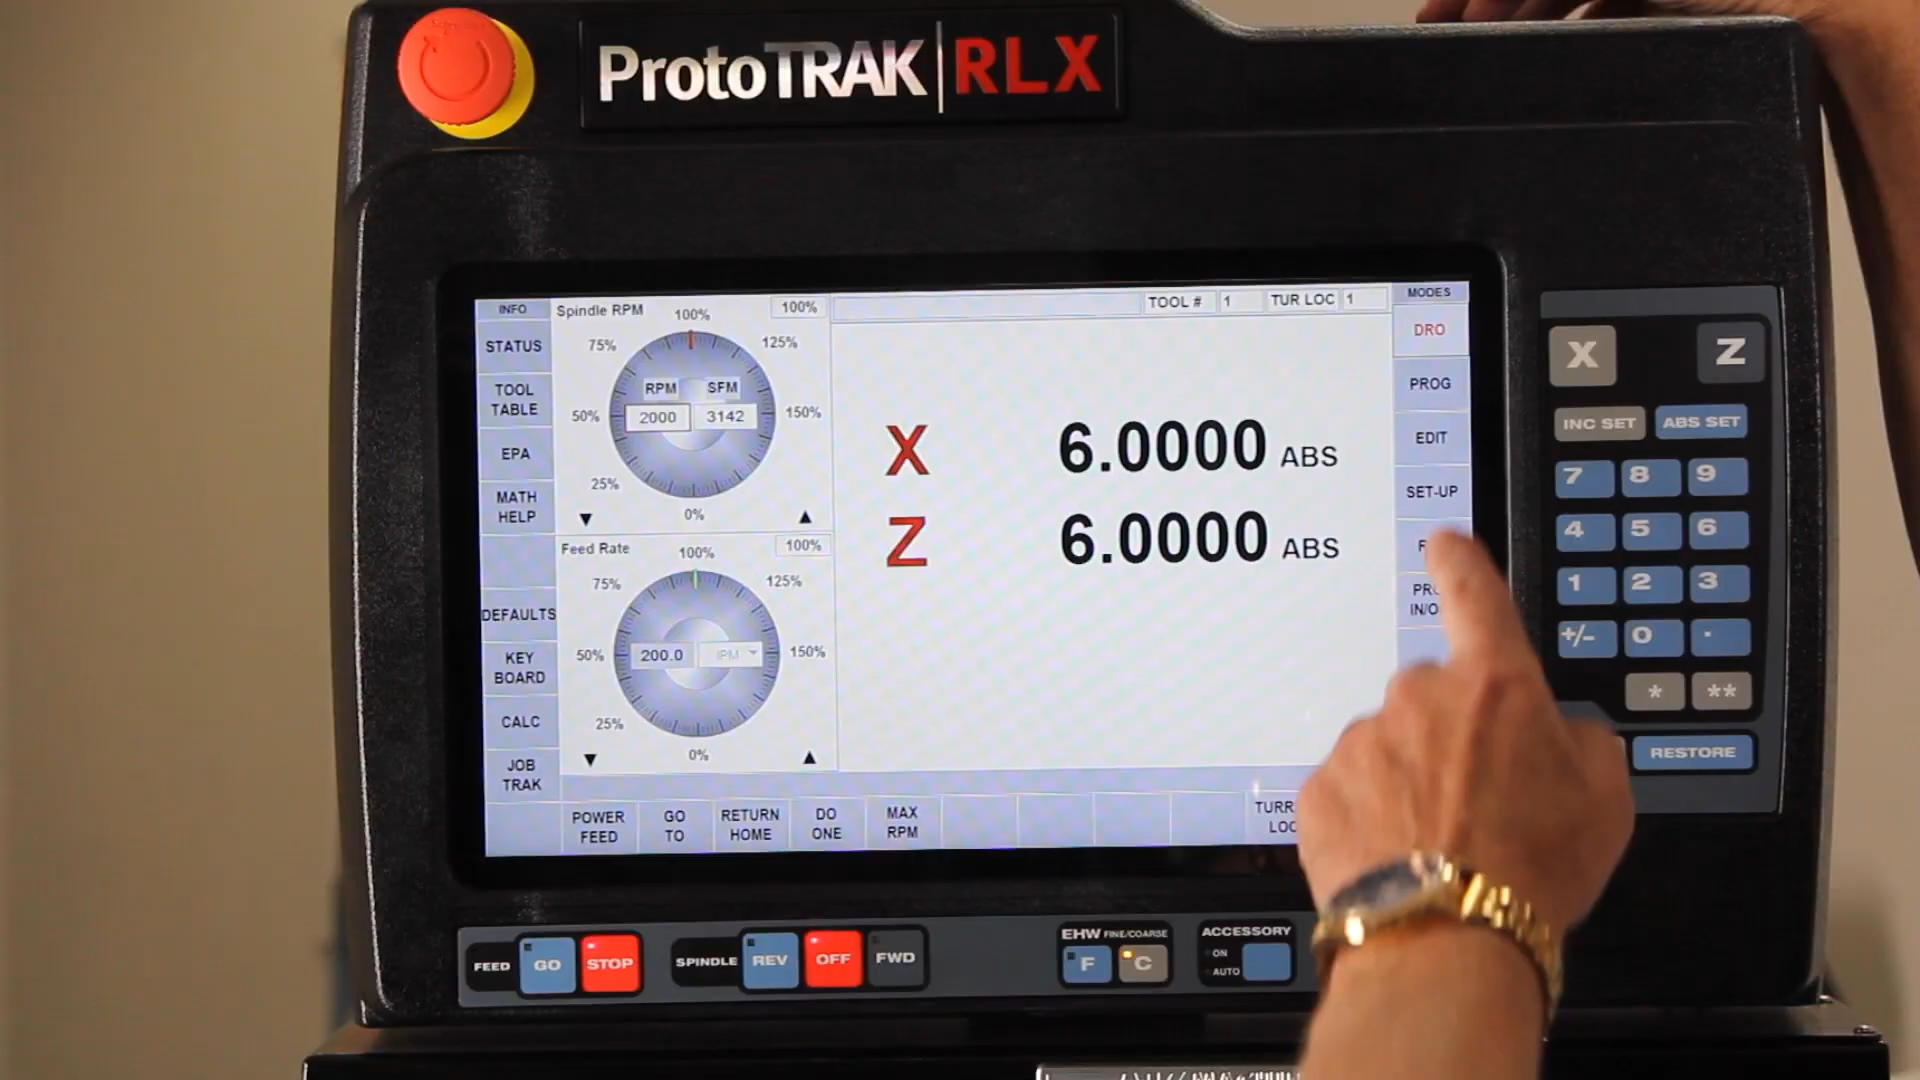 ProtoTRAK RLX
INFO
STATUS
TOOL
TABLE
EPA
MATH
HELP
DEFAULTS
KEY
BOARD
CALC
JOB
TRAK
Spindle RPM 100%
100%
75% 125%
RPM SFM
50% 2000 3142 150%
25%
0%
Feed Rate 100%
100%
75% 125%
50% 200.0 IPM 150%
25%
0%
TOOL # 1 TUR LOC 1
X 6.0000 ABS
Z 6.0000 ABS
MODES
DRO
PROG
EDIT
SET-UP
POWER
FEED
GO
TO
RETURN
HOME
DO
ONE
MAX
RPM
X Z
INC SET ABS SET
7 8 9
4 5 6
1 2 3
+/- 0 .
* **
RESTORE
FEED GO STOP
SPINDLE REV OFF FWD
EHW FINE/COARSE
F C
ACCESSORY
ON
AUTO